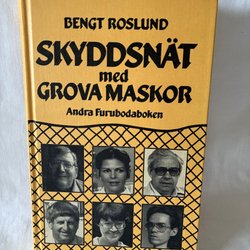 BENGT ROSLUND
SKYDDSNÄT
med
GROVA MASKOR
Andra Furubodaboken